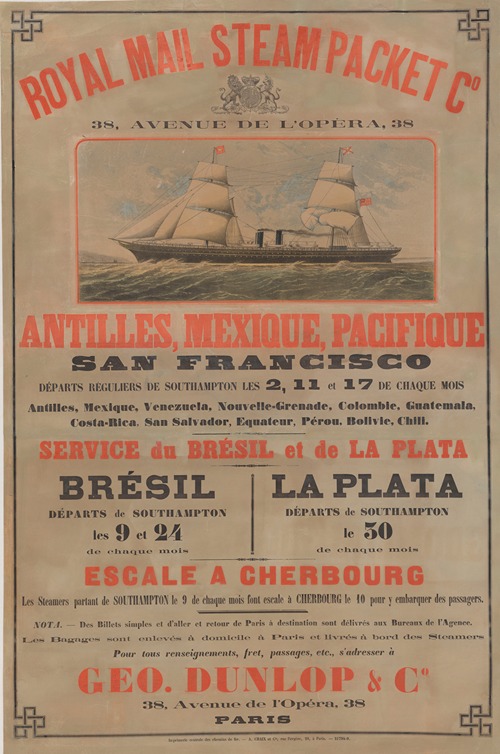 ROYAL MAIL STEAM PACKET Cº
38, AVENUE DE L'OPÉRA, 38
ANTILLES, MEXIQUE, PACIFIQUE
SAN FRANCISCO
DÉPARTS RÉGULIERS DE SOUTHAMPTON LES 2, 11 et 17 DE CHAQUE MOIS
Antilles, Mexique, Venezuela, Nouvelle-Grenade, Colombie, Guatemala,
Costa-Rica, San Salvador, Equateur, Pérou, Bolivie, Chili.
SERVICE du BRÉSIL et de LA PLATA
BRÉSIL
DÉPARTS de SOUTHAMPTON
les 9 et 24
de chaque mois
LA PLATA
DÉPARTS de SOUTHAMPTON
le 30
de chaque mois
ESCALE A CHERBOURG
Les Steamers partant de SOUTHAMPTON le 9 de chaque mois font escale à CHERBOURG le 10 pour y embarquer des passagers.
NOTA. — Des Billets simples et d'aller et retour de Paris à destination sont délivrés aux Bureaux de l'Agence.
Les Bagages sont enlevés à domicile à Paris et livrés à bord des Steamers
Pour tous renseignements, fret, passages, etc., s'adresser à
GEO. DUNLOP & Cº
38, Avenue de l'Opéra, 38
PARIS